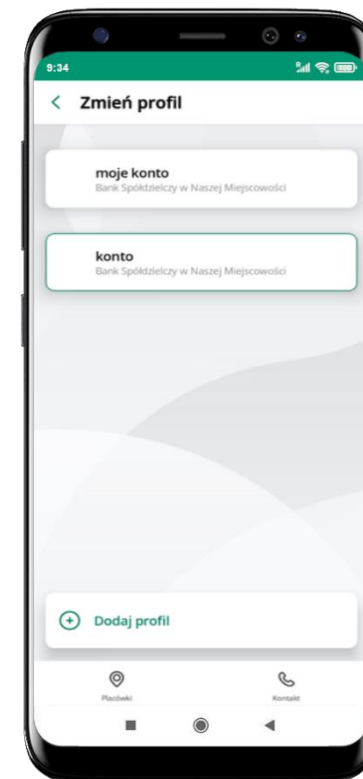 9:34
Zmień profil
moje konto
Bank Spółdzielczy w Naszej Miejscowości
konto
Bank Spółdzielczy w Naszej Miejscowości
Dodaj profil
Placówki
Kontakt